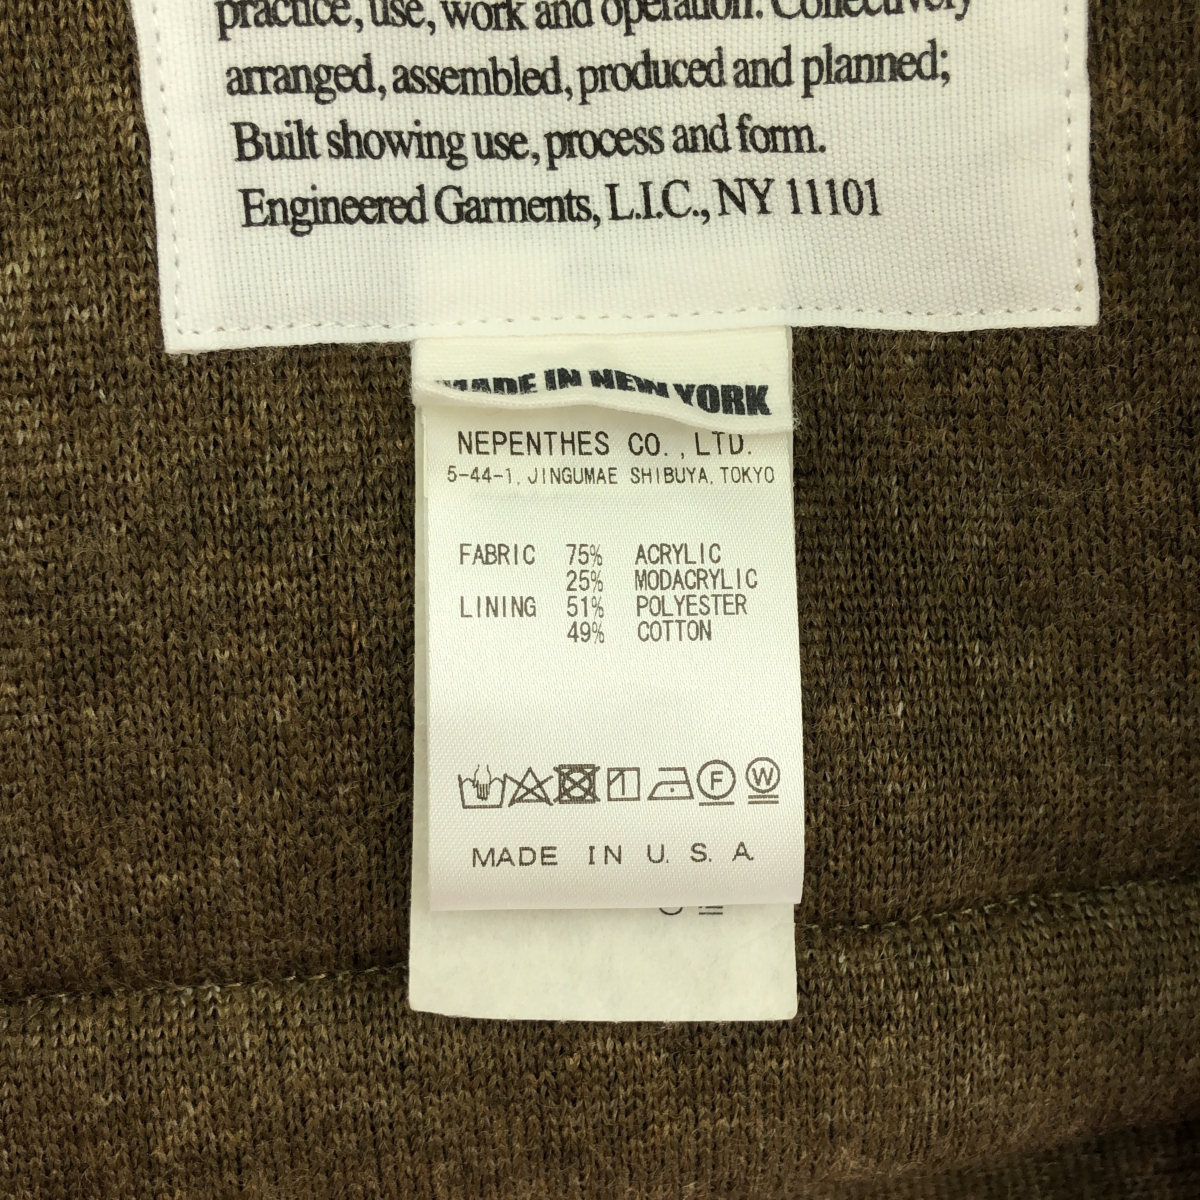 practice, use, work and operation. Collectively
arranged, assembled, produced and planned;
Built showing use, process and form.
Engineered Garments, L.I.C., NY 11101
MADE IN NEW YORK
NEPENTHES CO., LTD.
5-44-1, JINGUMAE SHIBUYA, TOKYO
FABRIC 75% ACRYLIC
25% MODACRYLIC
LINING 51% POLYESTER
49% COTTON
F W
MADE IN U. S. A